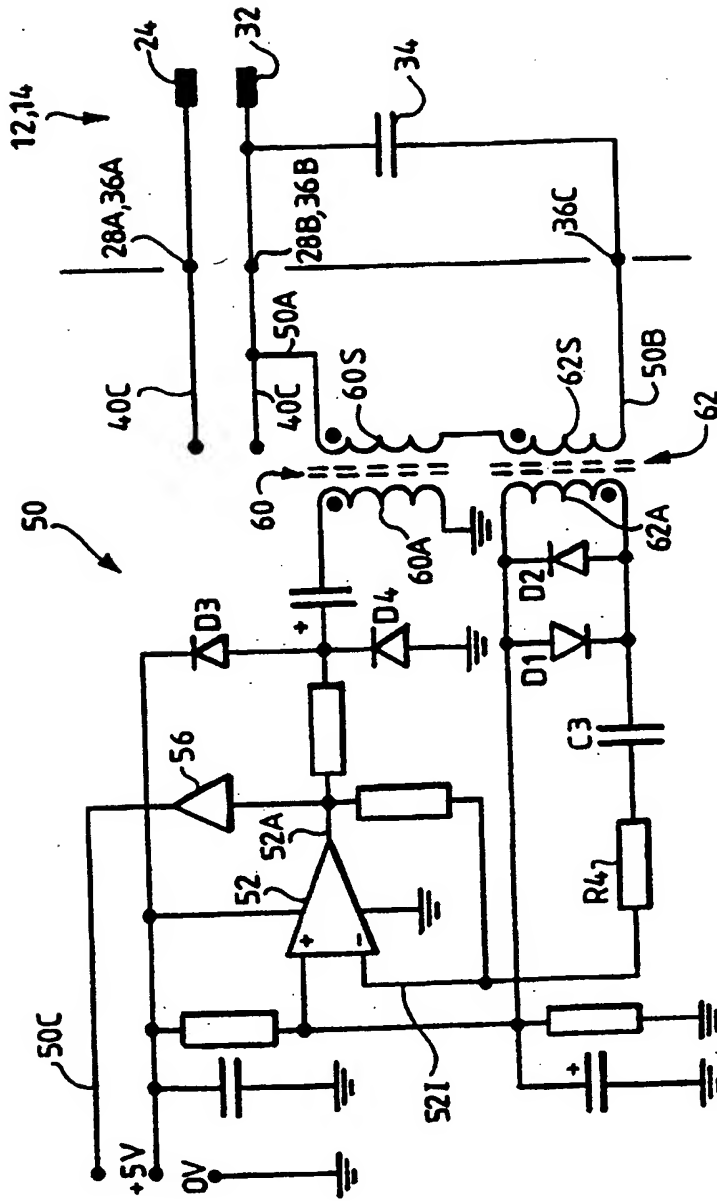 12,14
24
32
34
28A,36A
28B,36B
36C
40C
40C
50A
50B
50
60S
62S
60
62
60A
62A
D3
D4
D2
D1
C3
R4
56
52A
52
+
-
52I
50C
+5V
0V
+
+